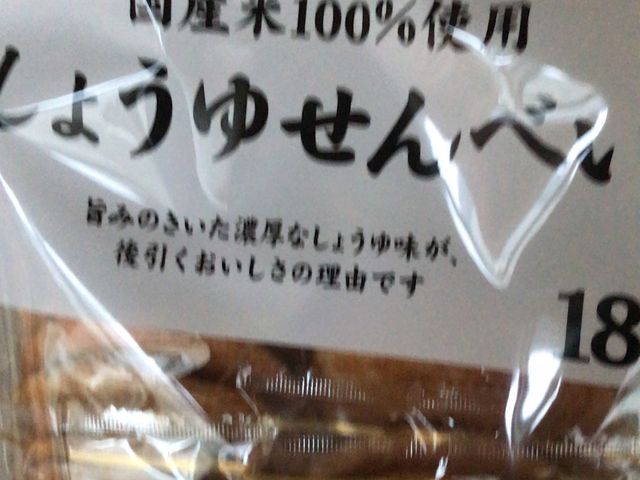 国産米100%使用
しょうゆせんべい
旨みのきいた濃厚なしょうゆ味が、
後引くおいしさの理由です
18